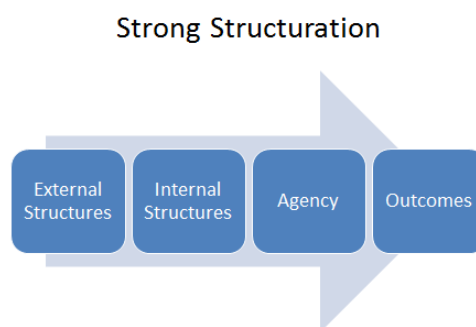 Strong Structuration
External
Structures
Internal
Structures
Agency
Outcomes